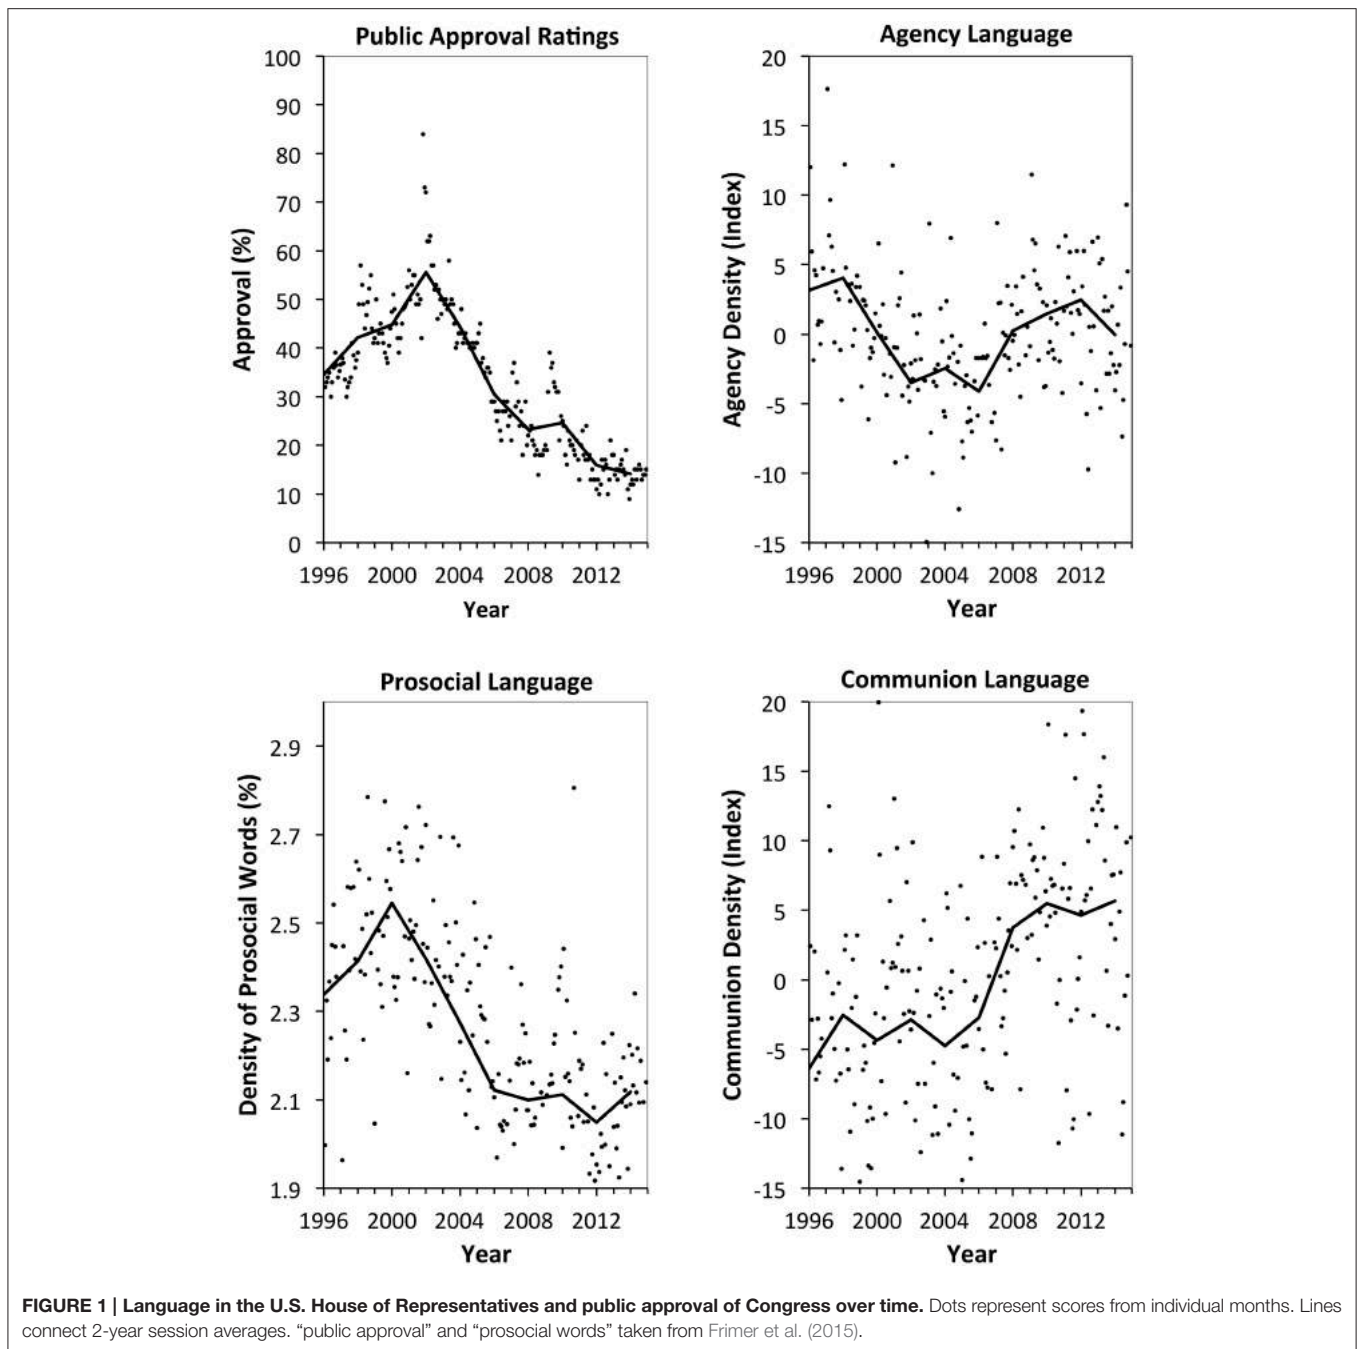 Public Approval Ratings
Approval (%)
100
90
80
70
60
50
40
30
20
10
0
1996 2000 2004 2008 2012
Year
Agency Language
Agency Density (Index)
20
15
10
5
0
-5
-10
-15
1996 2000 2004 2008 2012
Year
Prosocial Language
Density of Prosocial Words (%)
2.9
2.7
2.5
2.3
2.1
1.9
1996 2000 2004 2008 2012
Year
Communion Language
Communion Density (Index)
20
15
10
5
0
-5
-10
-15
1996 2000 2004 2008 2012
Year
FIGURE 1 | Language in the U.S. House of Representatives and public approval of Congress over time. Dots represent scores from individual months. Lines
connect 2-year session averages. “public approval” and “prosocial words” taken from Frimer et al. (2015).